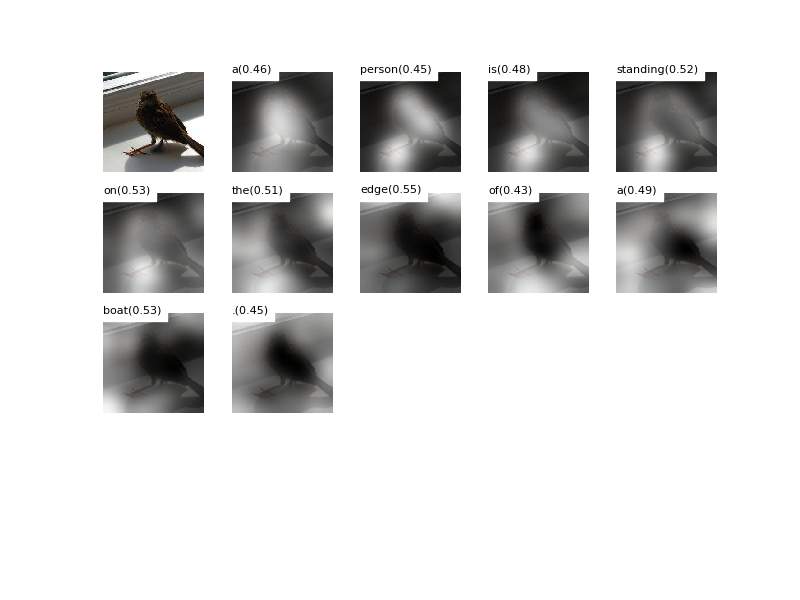 a(0.46) person(0.45) is(0.48) standing(0.52)
on(0.53) the(0.51) edge(0.55) of(0.43) a(0.49)
boat(0.53) .(0.45)